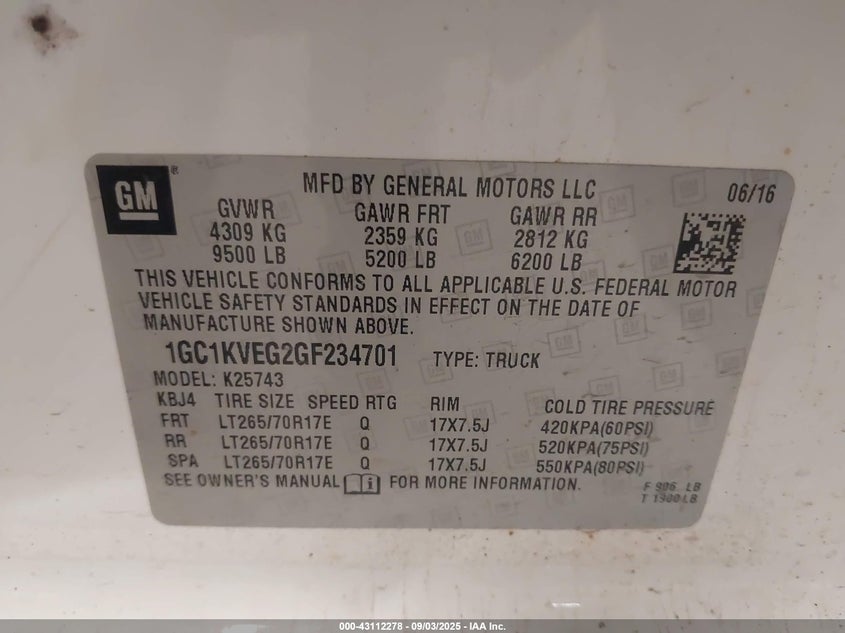 GM
®
MFD BY GENERAL MOTORS LLC
06/16
GVWR GAWR FRT GAWR RR
4309 KG 2359 KG 2812 KG
9500 LB 5200 LB 6200 LB
THIS VEHICLE CONFORMS TO ALL APPLICABLE U.S. FEDERAL MOTOR
VEHICLE SAFETY STANDARDS IN EFFECT ON THE DATE OF
MANUFACTURE SHOWN ABOVE.
1GC1KVEG2GF234701 TYPE: TRUCK
MODEL: K25743
KBJ4 TIRE SIZE SPEED RTG RIM COLD TIRE PRESSURE
FRT LT265/70R17E Q 17X7.5J 420KPA(60PSI)
RR LT265/70R17E Q 17X7.5J 520KPA(75PSI)
SPA LT265/70R17E Q 17X7.5J 550KPA(80PSI)
SEE OWNER'S MANUAL i FOR MORE INFORMATION.
F 906 LB
T 1900 LB
000-43112278 - 09/03/2025 - IAA Inc.